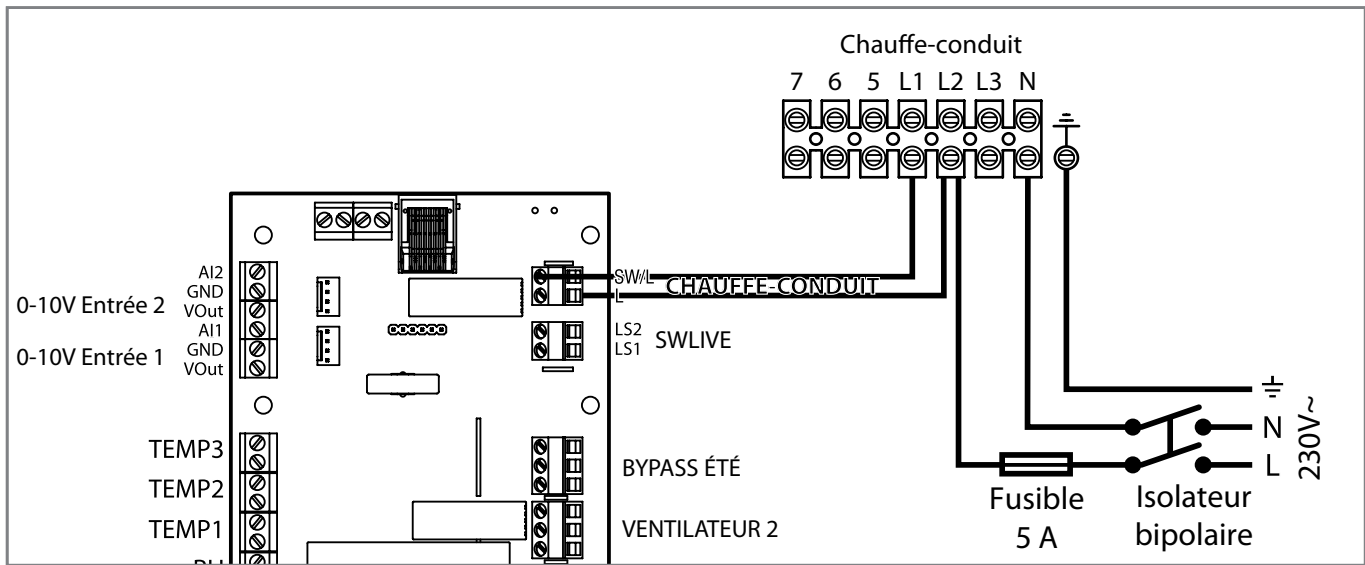 Chauffe-conduit
7 6 5 L1 L2 L3 N
AI2
GND
0-10V Entrée 2
VOut
AI1
GND
0-10V Entrée 1
VOut
SW/L
CHAUFFE-CONDUIT
L
LS2
SWLIVE
LS1
TEMP3
TEMP2
TEMP1
BYPASS ÉTÉ
VENTILATEUR 2
N
L
230V~
Fusible
5 A
Isolateur
bipolaire